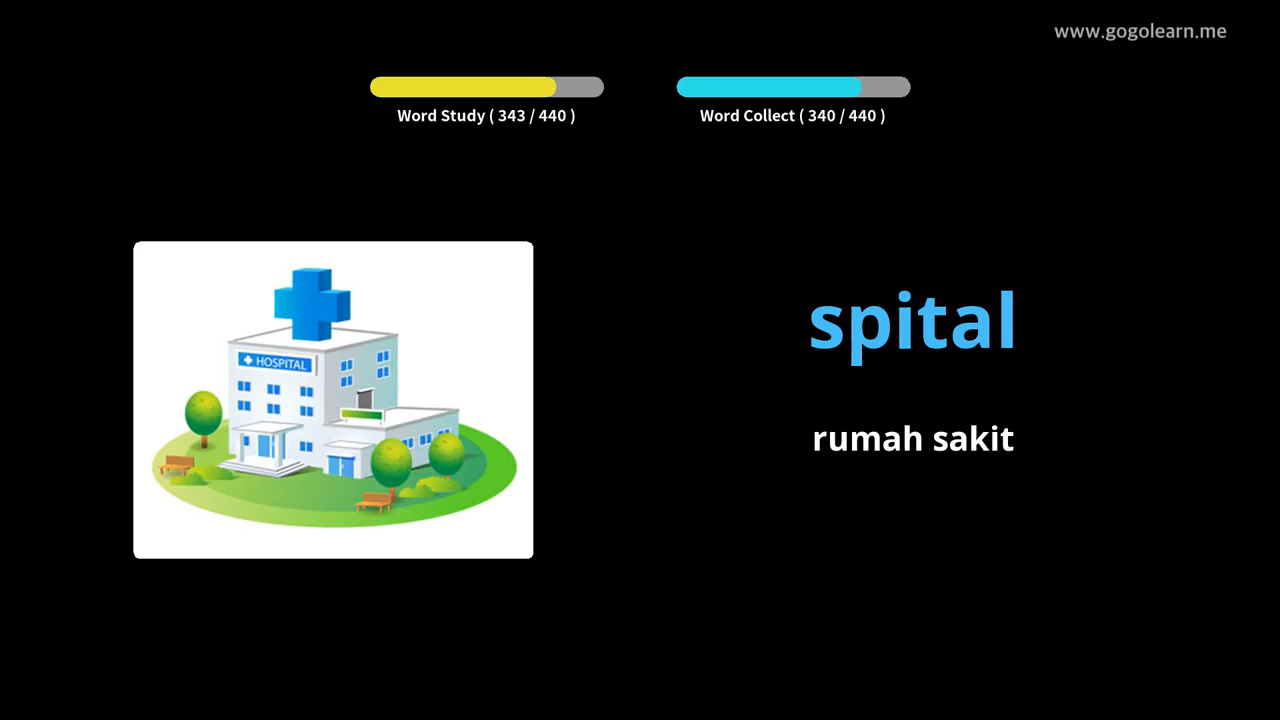 www.gogolearn.me
Word Study ( 343 / 440 )
Word Collect ( 340 / 440 )
HOSPITAL
spital
rumah sakit